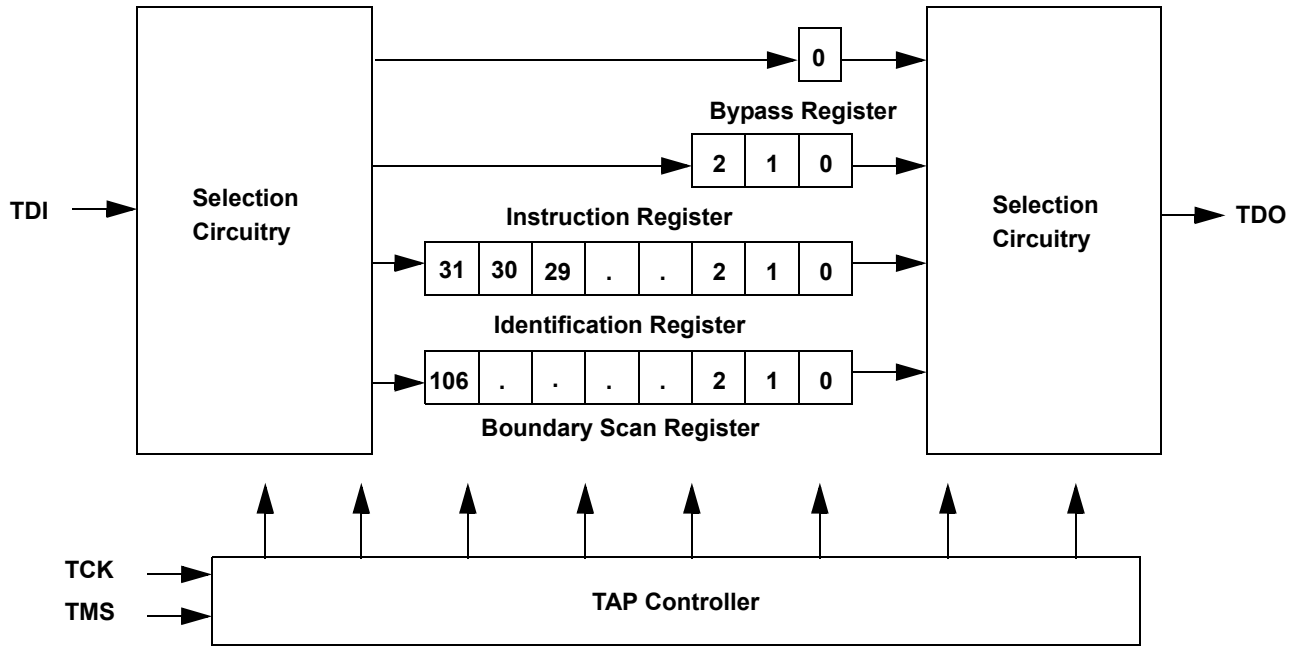 0
Bypass Register
2 1 0
Selection
Circuitry
Selection
Circuitry
TDI
TDO
Instruction Register
31 30 29 . . 2 1 0
Identification Register
106 . . . . 2 1 0
Boundary Scan Register
TCK
TMS
TAP Controller